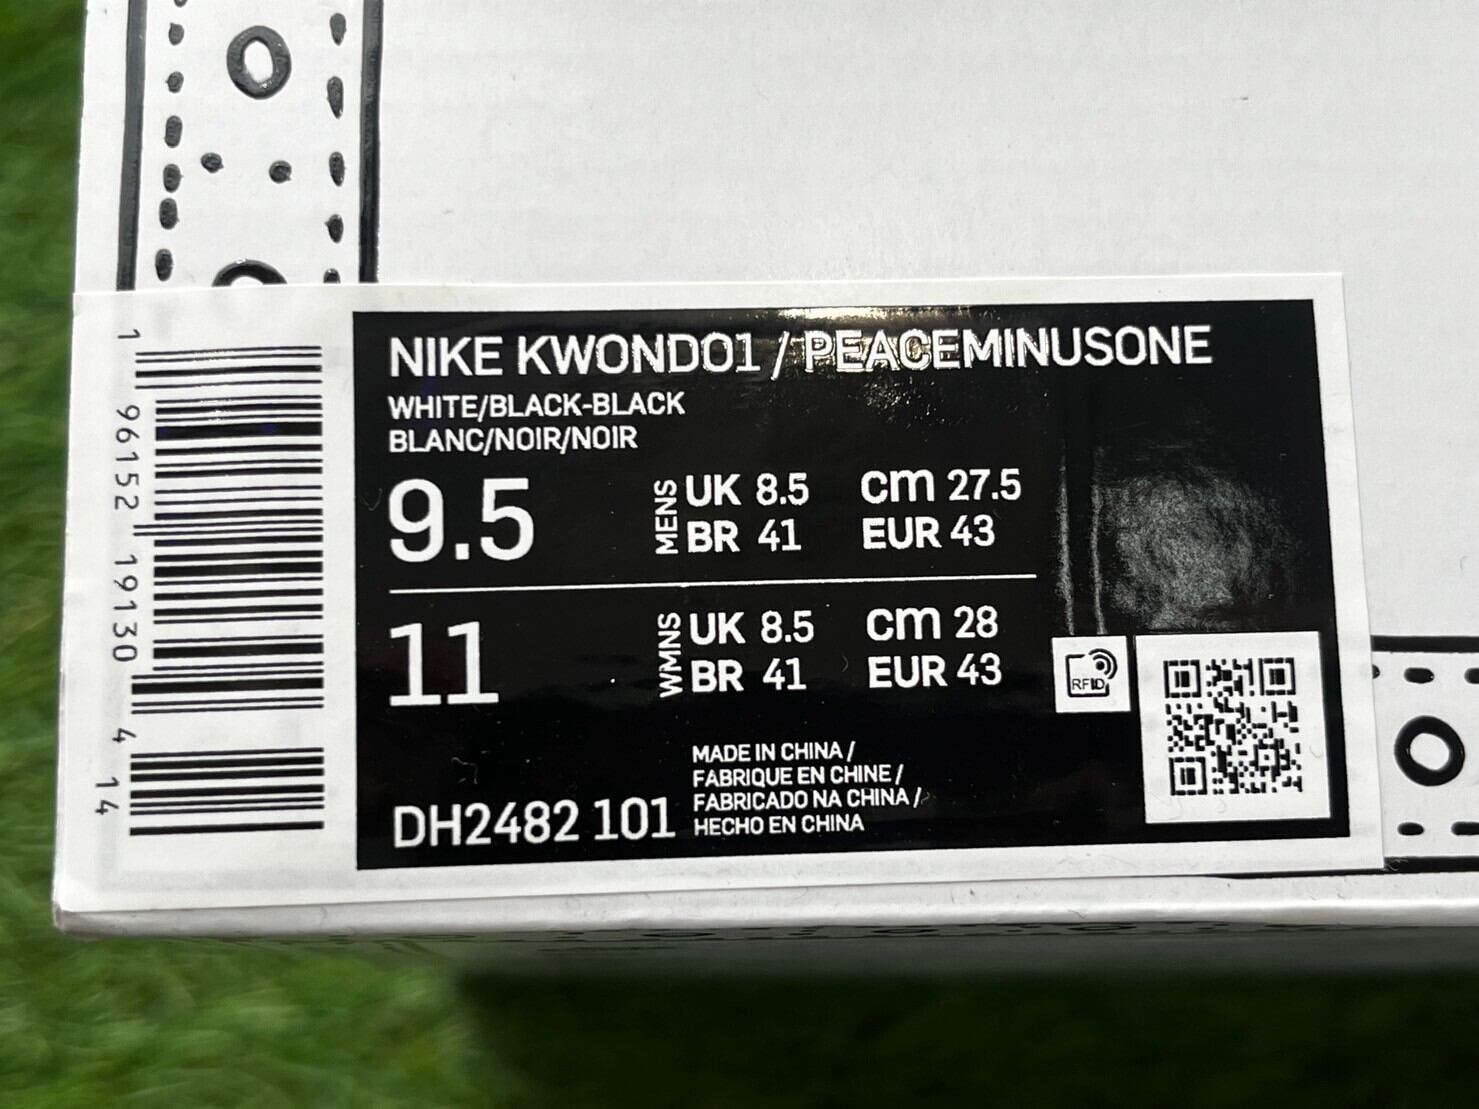 NIKE KWONDO1 / PEACEMINUSONE
WHITE/BLACK-BLACK
BLANC/NOIR/NOIR
9.5 MENS UK 8.5 CM 27.5
BR 41 EUR 43
11 WMNS UK 8.5 CM 28
BR 41 EUR 43
MADE IN CHINA /
FABRIQUE EN CHINE /
FABRICADO NA CHINA /
HECHO EN CHINA
DH2482 101
RFID
1 96152 19130 4 14